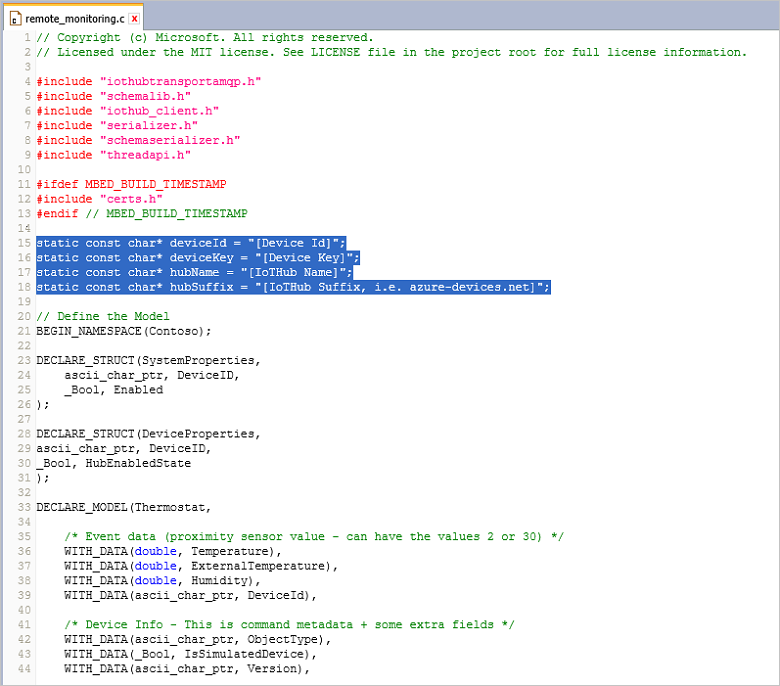 remote_monitoring.c
1 // Copyright (c) Microsoft. All rights reserved.
2 // Licensed under the MIT license. See LICENSE file in the project root for full license information.
3
4 #include "iothubtransportamqp.h"
5 #include "schemalib.h"
6 #include "iothub_client.h"
7 #include "serializer.h"
8 #include "schemaserializer.h"
9 #include "threadapi.h"
10
11 #ifdef MBED_BUILD_TIMESTAMP
12 #include "certs.h"
13 #endif // MBED_BUILD_TIMESTAMP
14
15 static const char* deviceId = "[Device Id]";
16 static const char* deviceKey = "[Device Key]";
17 static const char* hubName = "[IoTHub Name]";
18 static const char* hubSuffix = "[IoTHub Suffix, i.e. azure-devices.net]";
19
20 // Define the Model
21 BEGIN_NAMESPACE(Contoso);
22
23 DECLARE_STRUCT(SystemProperties,
24     ascii_char_ptr, DeviceID,
25     _Bool, Enabled
26 );
27
28 DECLARE_STRUCT(DeviceProperties,
29 ascii_char_ptr, DeviceID,
30 _Bool, HubEnabledState
31 );
32
33 DECLARE_MODEL(Thermostat,
34
35     /* Event data (proximity sensor value - can have the values 2 or 30) */
36     WITH_DATA(double, Temperature),
37     WITH_DATA(double, ExternalTemperature),
38     WITH_DATA(double, Humidity),
39     WITH_DATA(ascii_char_ptr, DeviceId),
40
41     /* Device Info - This is command metadata + some extra fields */
42     WITH_DATA(ascii_char_ptr, ObjectType),
43     WITH_DATA(_Bool, IsSimulatedDevice),
44     WITH_DATA(ascii_char_ptr, Version),